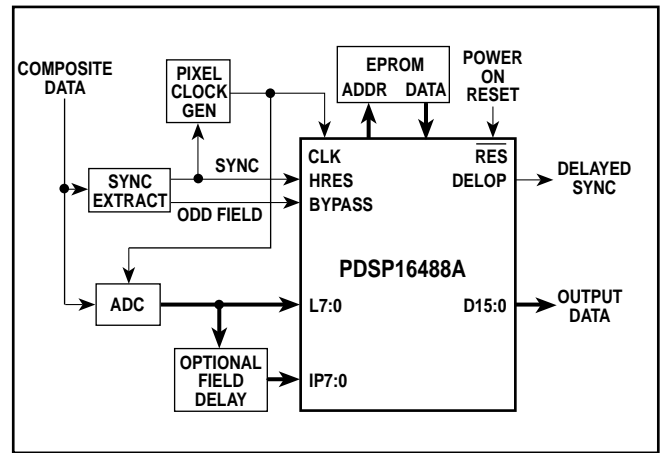 COMPOSITE
DATA
PIXEL
CLOCK
GEN
EPROM
ADDR DATA
POWER
ON
RESET
SYNC
EXTRACT
SYNC
ODD FIELD
CLK
HRES
BYPASS
RES
DELOP
DELAYED
SYNC
PDSP16488A
ADC
L7:0
D15:0
OUTPUT
DATA
OPTIONAL
FIELD
DELAY
IP7:0